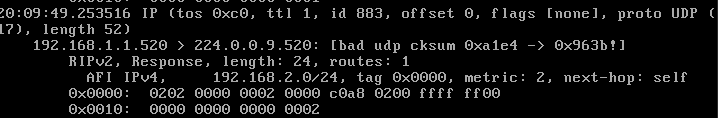 20:09:49.253516 IP (tos 0xc0, ttl 1, id 883, offset 0, flags [none], proto UDP (
17), length 52)
192.168.1.1.520 > 224.0.0.9.520: [bad udp cksum 0xa1e4 -> 0x963b!]
RIPv2, Response, length: 24, routes: 1
AFI IPv4, 192.168.2.0/24, tag 0x0000, metric: 2, next-hop: self
0x0000: 0202 0000 0002 0000 c0a8 0200 ffff ff00
0x0010: 0000 0000 0000 0002